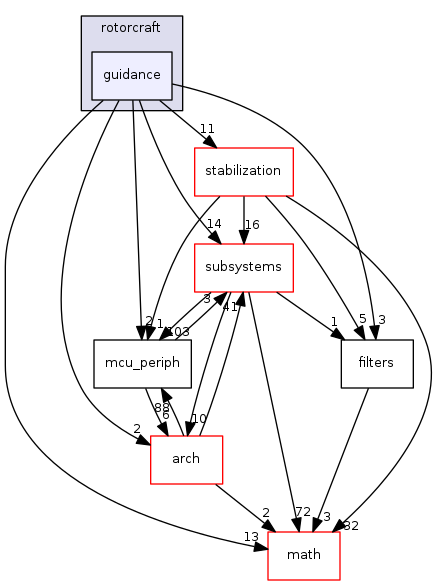 rotorcraft
guidance
11
stabilization
14
16
subsystems
3
41
2
1
103
1
5
3
mcu_periph
filters
88
6
10
2
arch
2
72
3
32
13
math